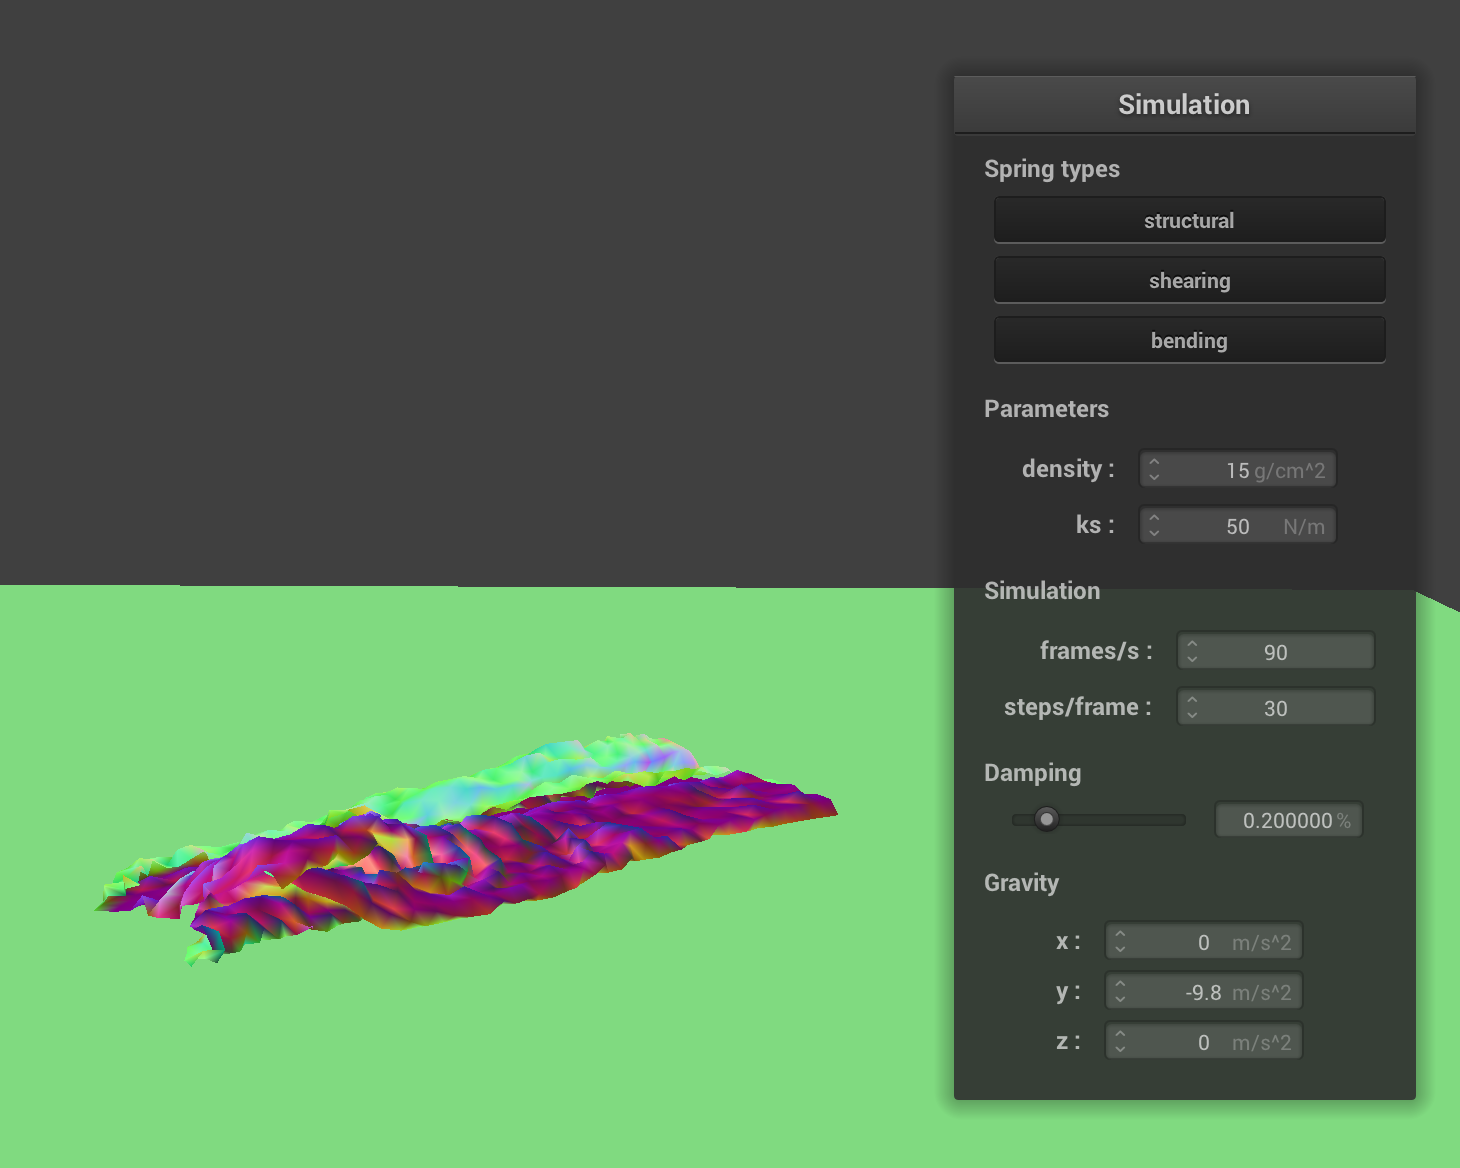 Simulation
Spring types
structural
shearing
bending
Parameters
density : 15 g/cm^2
ks : 50 N/m
Simulation
frames/s : 90
steps/frame : 30
Damping
0.200000 %
Gravity
x : 0 m/s^2
y : -9.8 m/s^2
z : 0 m/s^2